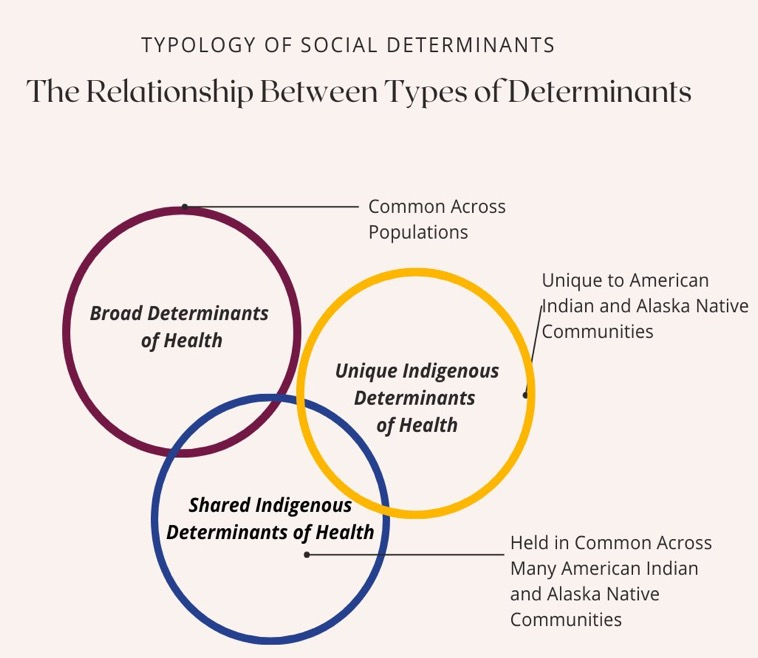 TYPOLOGY OF SOCIAL DETERMINANTS
The Relationship Between Types of Determinants
Common Across
Populations
Unique to American
Indian and Alaska Native
Communities
Broad Determinants
of Health
Unique Indigenous
Determinants
of Health
Shared Indigenous
Determinants of Health
Held in Common Across
Many American Indian
and Alaska Native
Communities